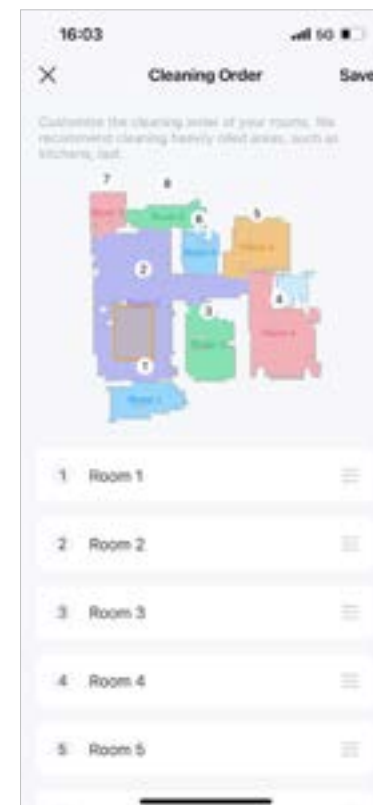 16:03
5G
Cleaning Order
Save
Customize the cleaning order of your rooms. We
recommend cleaning heavily oiled areas, such as
kitchens, last.
7
8
6
5
2
4
3
1
1 Room 1
2 Room 2
3 Room 3
4 Room 4
5 Room 5